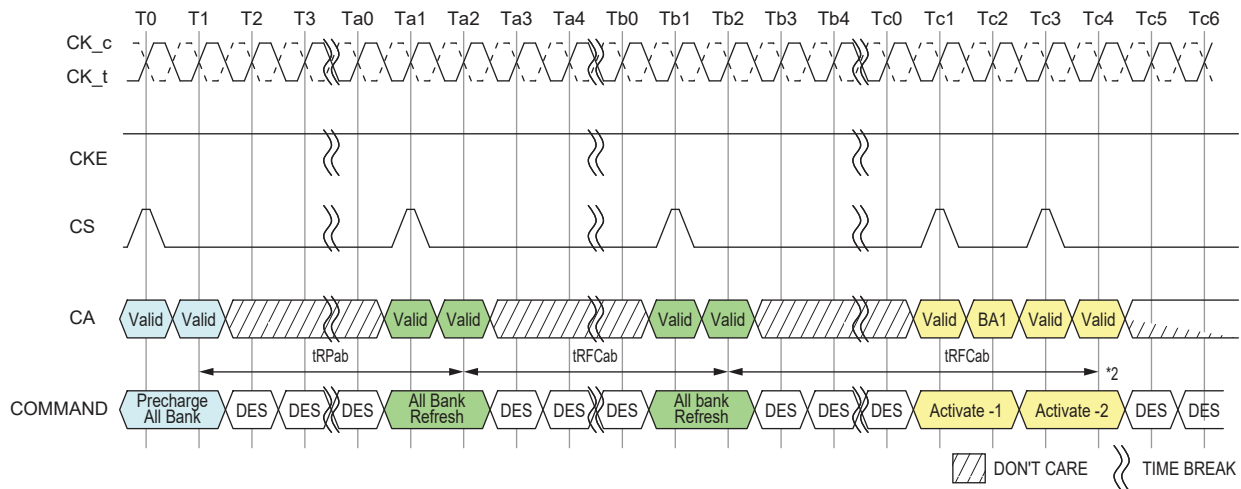 T0 T1 T2 T3 Ta0 Ta1 Ta2 Ta3 Ta4 Tb0 Tb1 Tb2 Tb3 Tb4 Tc0 Tc1 Tc2 Tc3 Tc4 Tc5 Tc6
CK_c
CK_t
CKE
CS
CA Valid Valid Valid Valid Valid Valid Valid BA1 Valid Valid
tRPab tRFCab tRFCab *2
COMMAND Precharge All Bank DES DES DES All Bank Refresh DES DES DES All bank Refresh DES DES DES Activate -1 Activate -2 DES DES
DON'T CARE TIME BREAK